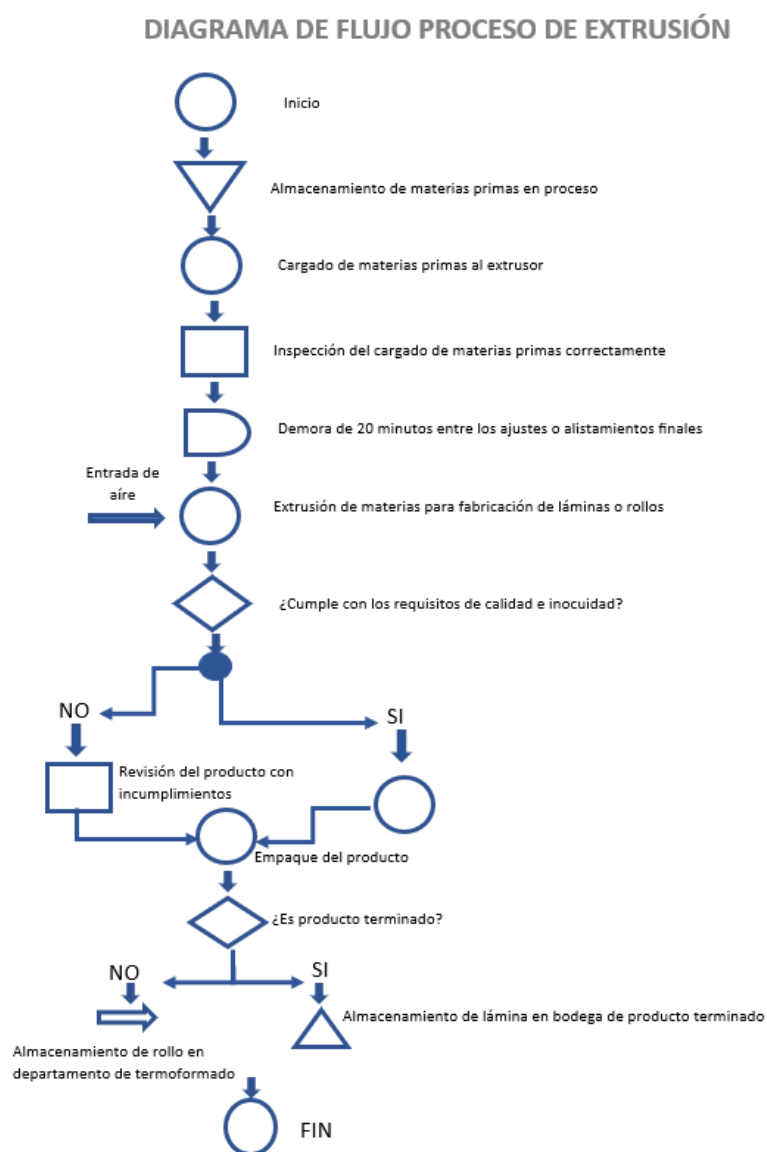 DIAGRAMA DE FLUJO PROCESO DE EXTRUSIÓN
Inicio
Almacenamiento de materias primas en proceso
Cargado de materias primas al extrusor
Inspección del cargado de materias primas correctamente
Demora de 20 minutos entre los ajustes o alistamientos finales
Entrada de
aíre
Extrusión de materias para fabricación de láminas o rollos
¿Cumple con los requisitos de calidad e inocuidad?
NO
SI
Revisión del producto con
incumplimientos
Empaque del producto
¿Es producto terminado?
NO
SI
Almacenamiento de lámina en bodega de producto terminado
Almacenamiento de rollo en
departamento de termoformado
FIN